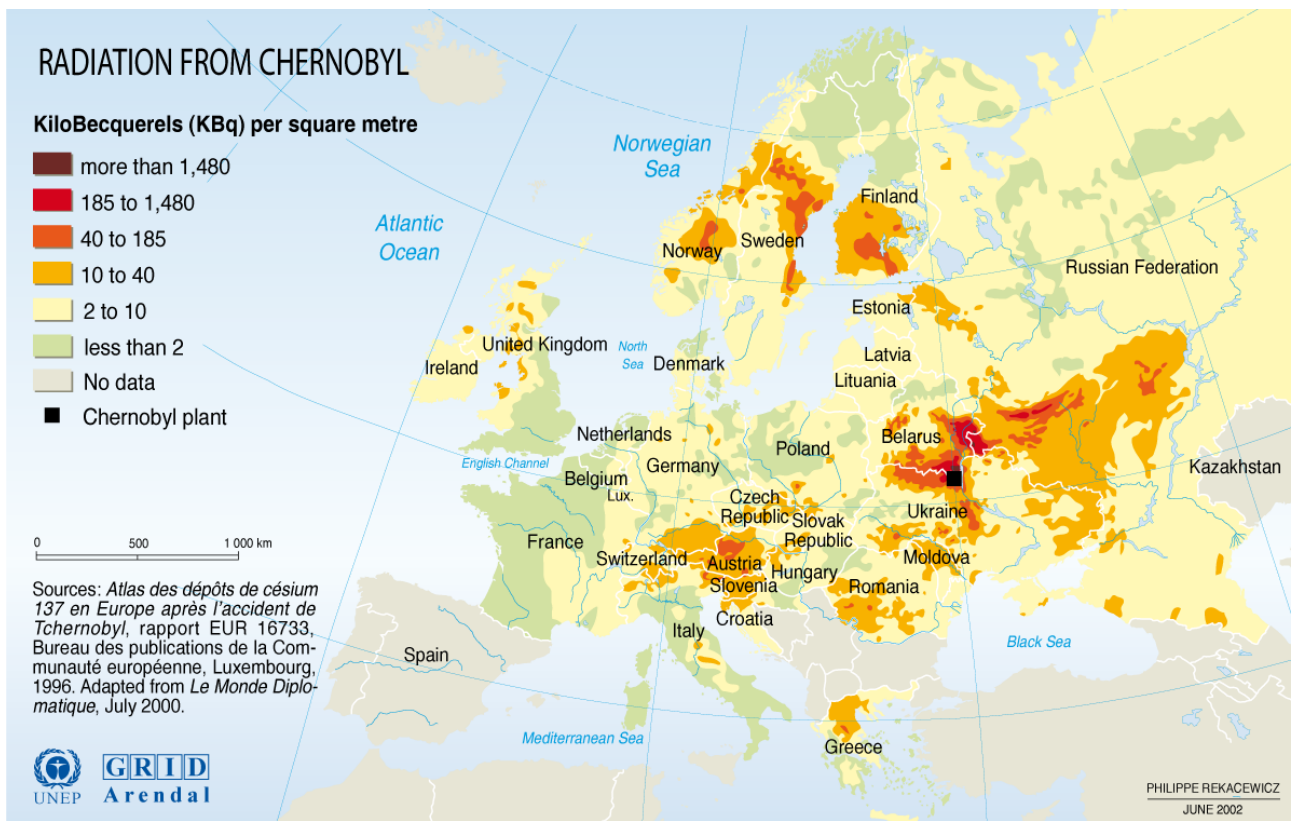 RADIATION FROM CHERNOBYL
KiloBecquerels (KBq) per square metre
more than 1,480
185 to 1,480
40 to 185
10 to 40
2 to 10
less than 2
No data
Chernobyl plant
0 500 1 000 km
Sources: Atlas des dépôts de césium
137 en Europe après l'accident de
Tchernobyl, rapport EUR 16733,
Bureau des publications de la Com-
munauté européenne, Luxembourg,
1996. Adapted from Le Monde Diplo-
matique, July 2000.
UNEP
GRID
Arendal
Norwegian
Sea
Atlantic
Ocean
Finland
Sweden
Norway
Russian Federation
Estonia
Latvia
Lituania
United Kingdom
Ireland
North
Sea
Denmark
Belarus
Netherlands
Poland
Germany
English Channel
Belgium
Lux.
Kazakhstan
Czech
Republic
Ukraine
Slovak
Republic
France
Switzerland
Austria
Moldova
Hungary
Slovenia
Romania
Croatia
Italy
Black Sea
Spain
Mediterranean Sea
Greece
PHILIPPE REKACEWICZ
JUNE 2002